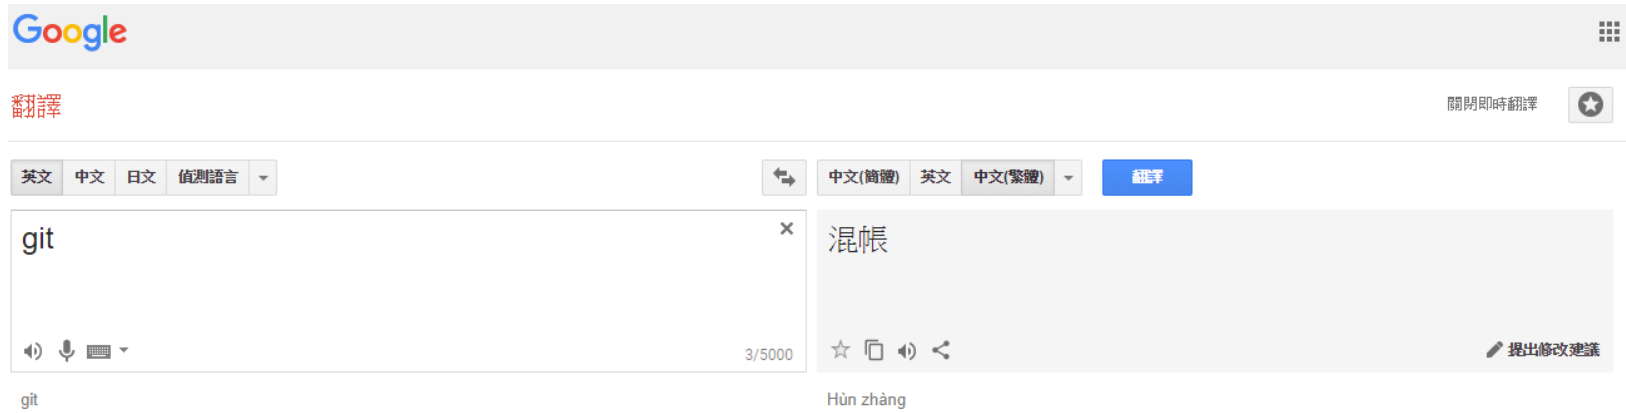 Google
翻譯
關閉即時翻譯
英文 中文 日文 偵測語言
中文(簡體) 英文 中文(繁體) 翻譯
git
混帳
3/5000
提出修改建議
git
Hùn zhàng